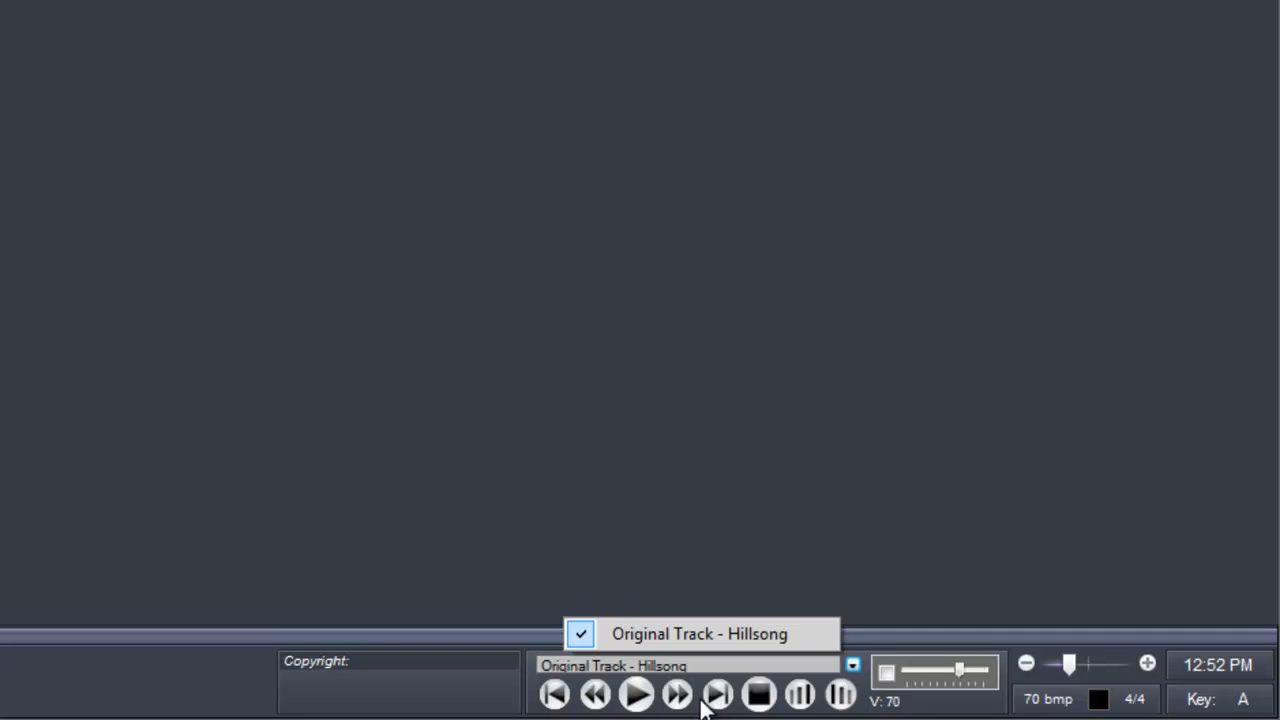 Original Track - Hillsong
Copyright:
Original Track - Hillsong
12:52 PM
V: 70
70 bmp
4/4
Key: A